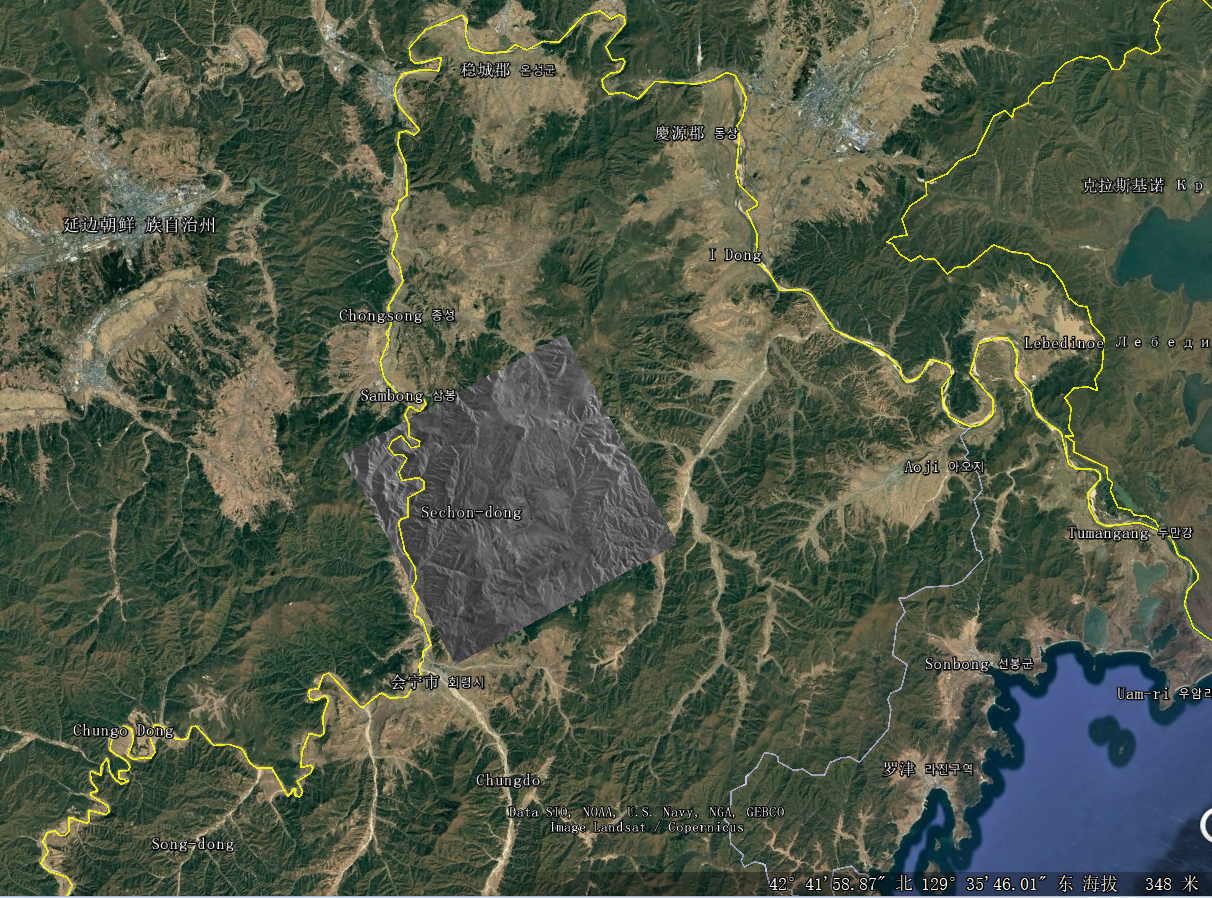 稳城郡 온성군
慶源郡 동상
克拉斯基诺 Кр
延边朝鲜 族自治州
I Dong
Chongsong 종성
Lebedinoe Лебеди
Sambong 삼봉
Aoji 아오지
Sechon-dong
Tumangang 두만강
Sonbong 선봉군
会宁市 회령시
Uam-ri 우암리
Chungo Dong
罗津 라진구역
Chungdo
Data SIO, NOAA, U.S. Navy, NGA, GEBCO
Image Landsat / Copernicus
Song-dong
42° 41'58.87" 北 129° 35'46.01" 东 海拔 348 米